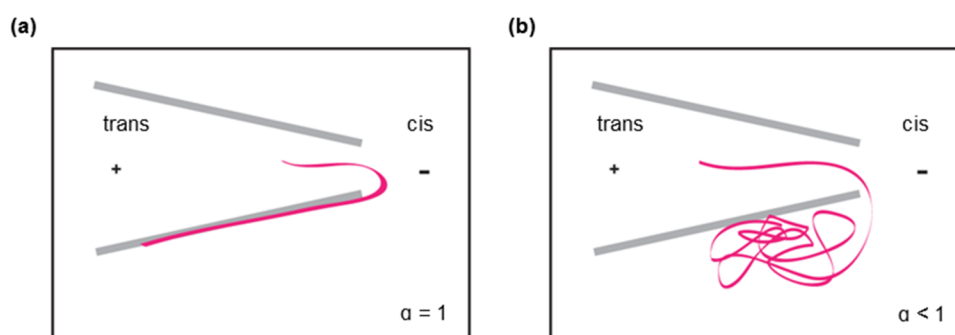 (a)
trans
cis
+
-
α = 1
(b)
trans
cis
+
-
α < 1